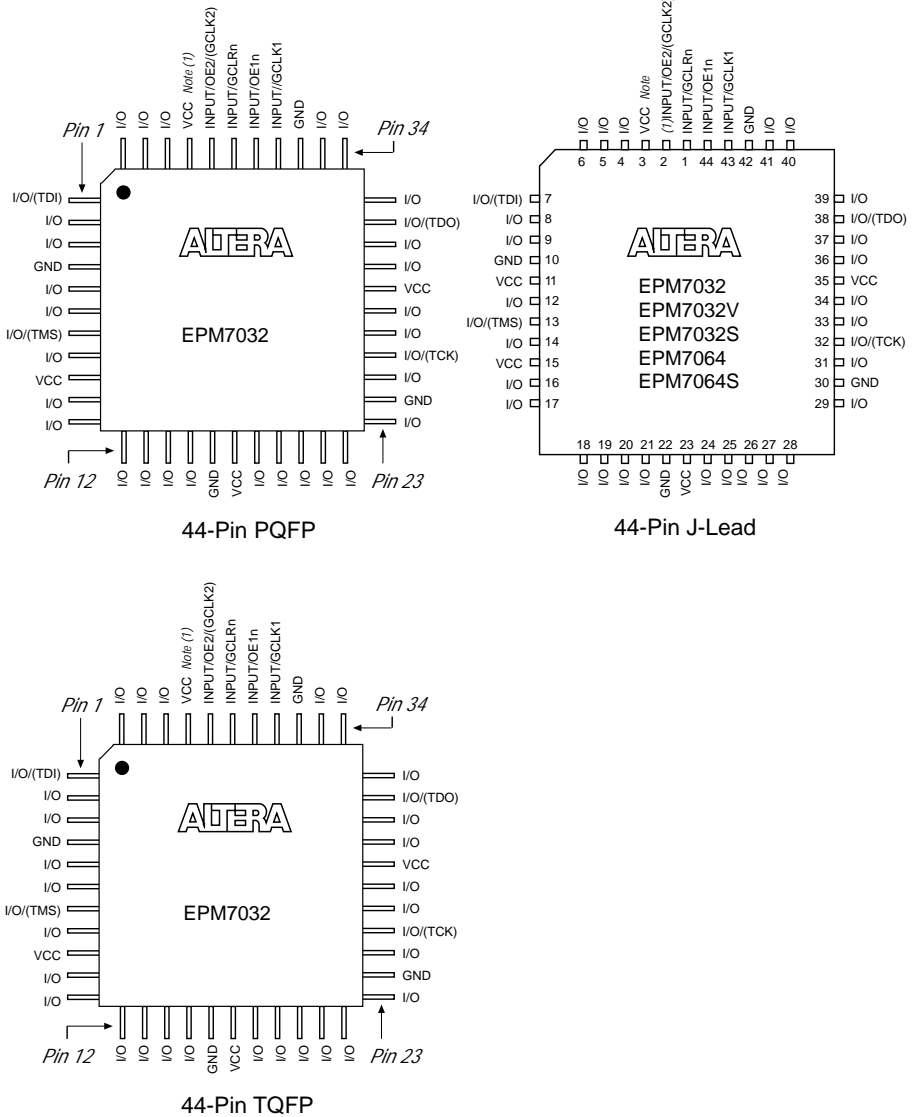 I/O
I/O
I/O
VCC Note (1)
INPUT/OE2/(GCLK2)
INPUT/GCLRn
INPUT/OE1n
INPUT//GCLK1
GND
I/O
I/O
Pin 1
Pin 34
I/O/(TDI)
I/O
I/O
GND
I/O
I/O
I/O/(TMS)
I/O
VCC
I/O
I/O
ALTERA
EPM7032
I/O
I/O/(TDO)
I/O
I/O
VCC
I/O
I/O
I/O/(TCK)
I/O
GND
I/O
Pin 12
Pin 23
I/O
I/O
I/O
I/O
GND
VCC
I/O
I/O
I/O
I/O
I/O
44-Pin PQFP
I/O
I/O
I/O
VCC Note
(1)INPUT/OE2/(GCLK2)
INPUT/GCLRn
INPUT/OE1n
INPUT/GCLK1
GND
I/O
I/O
6 5 4 3 2 1 44 43 42 41 40
I/O/(TDI) 7
I/O 8
I/O 9
GND 10
VCC 11
I/O 12
I/O/(TMS) 13
I/O 14
VCC 15
I/O 16
I/O 17
ALTERA
EPM7032
EPM7032V
EPM7032S
EPM7064
EPM7064S
39 I/O
38 I/O/(TDO)
37 I/O
36 I/O
35 VCC
34 I/O
33 I/O
32 I/O/(TCK)
31 I/O
30 GND
29 I/O
18 19 20 21 22 23 24 25 26 27 28
I/O
I/O
I/O
I/O
GND
VCC
I/O
I/O
I/O
I/O
I/O
44-Pin J-Lead
I/O
I/O
I/O
VCC Note (1)
INPUT/OE2/(GCLK2)
INPUT/GCLRn
INPUT/OE1n
INPUT/GCLK1
GND
I/O
I/O
Pin 1
Pin 34
I/O/(TDI)
I/O
I/O
GND
I/O
I/O
I/O/(TMS)
I/O
VCC
I/O
I/O
ALTERA
EPM7032
I/O
I/O/(TDO)
I/O
I/O
VCC
I/O
I/O
I/O/(TCK)
I/O
GND
I/O
Pin 12
Pin 23
I/O
I/O
I/O
I/O
GND
VCC
I/O
I/O
I/O
I/O
I/O
44-Pin TQFP